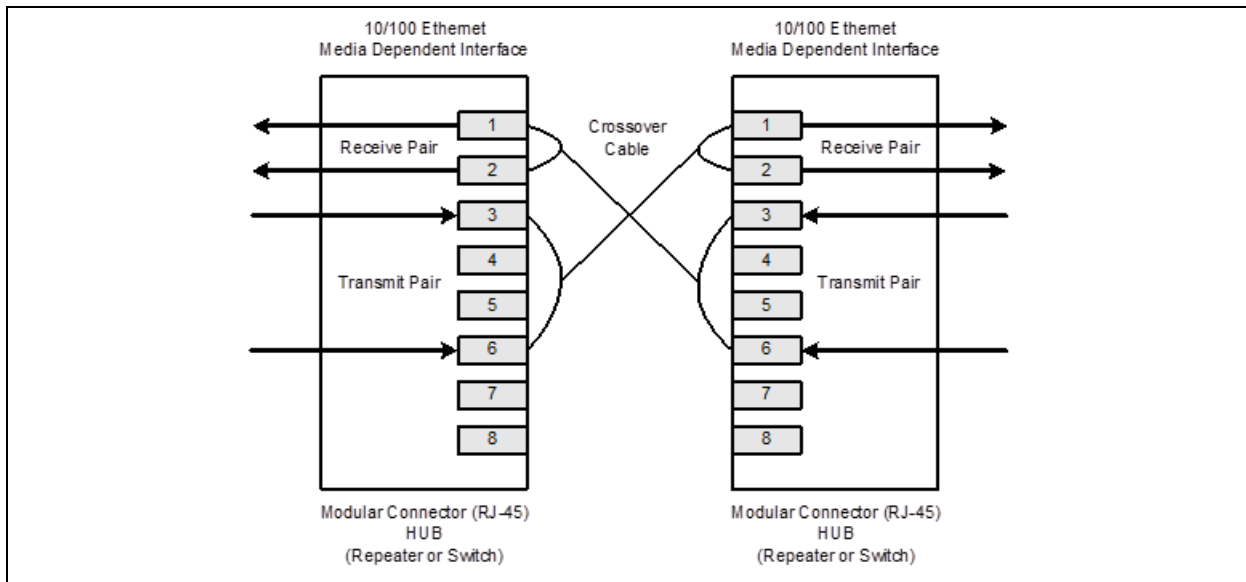 10/100 Ethernet
Media Dependent Interface
10/100 Ethernet
Media Dependent Interface
1
Receive Pair
2
3
4
Transmit Pair
5
6
7
8
Crossover
Cable
1
Receive Pair
2
3
4
Transmit Pair
5
6
7
8
Modular Connector (RJ-45)
HUB
(Repeater or Switch)
Modular Connector (RJ-45)
HUB
(Repeater or Switch)